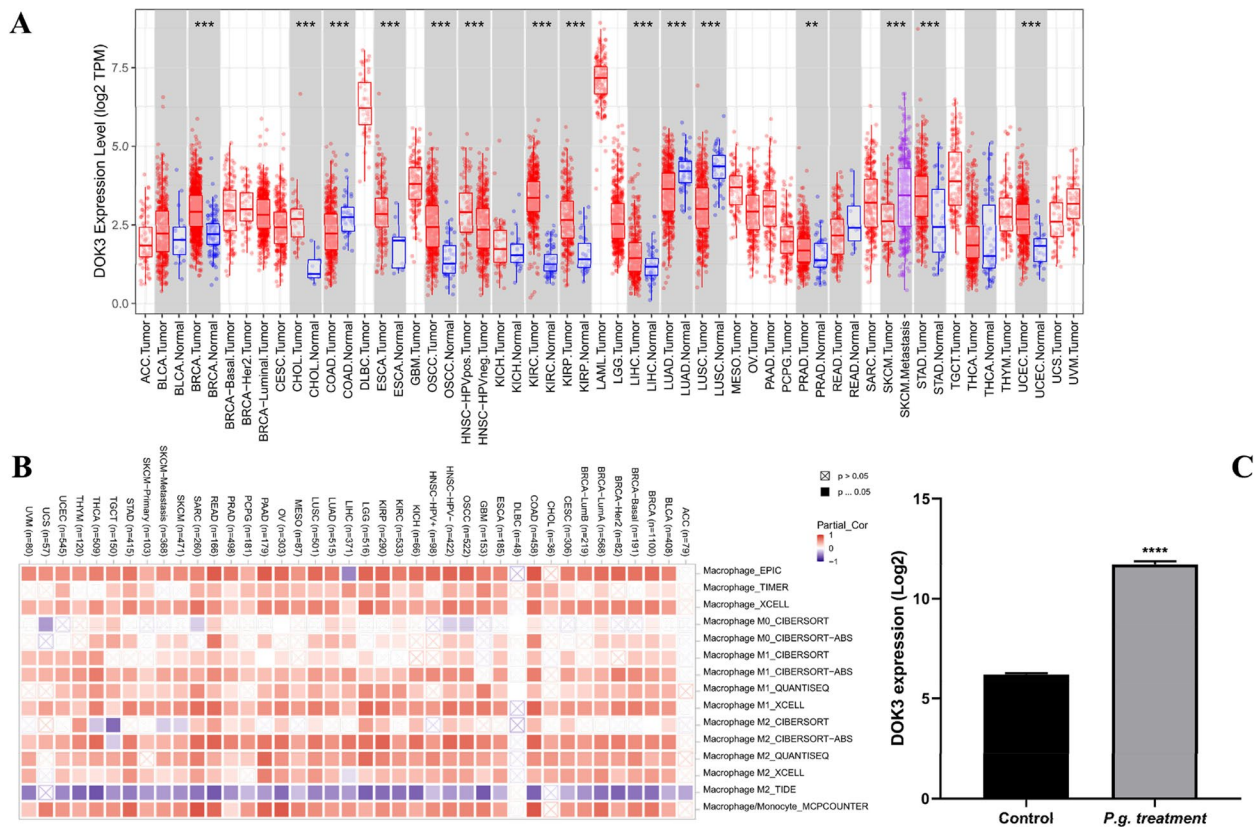 A
*** *** *** *** *** *** *** *** *** *** *** ** *** *** ***
DOK3 Expression Level (log2 TPM)
7.5
5.0
2.5
0.0
ACC.Tumor
BLCA.Tumor
BLCA.Normal
BRCA.Tumor
BRCA.Normal
BRCA-Basal.Tumor
BRCA-Her2.Tumor
BRCA-Luminal.Tumor
CESC.Tumor
CHOL.Tumor
CHOL.Normal
COAD.Tumor
COAD.Normal
DLBC.Tumor
ESCA.Tumor
ESCA.Normal
GBM.Tumor
OSCC.Tumor
OSCC.Normal
HNSC-HPVpos.Tumor
HNSC-HPVneg.Tumor
KICH.Tumor
KICH.Normal
KIRC.Tumor
KIRC.Normal
KIRP.Tumor
KIRP.Normal
LAML.Tumor
LGG.Tumor
LIHC.Tumor
LIHC.Normal
LUAD.Tumor
LUAD.Normal
LUSC.Tumor
LUSC.Normal
MESO.Tumor
OV.Tumor
PAAD.Tumor
PCPG.Tumor
PRAD.Tumor
PRAD.Normal
READ.Tumor
READ.Normal
SARC.Tumor
SKCM.Tumor
SKCM.Metastasis
STAD.Tumor
STAD.Normal
TGCT.Tumor
THCA.Tumor
THCA.Normal
THYM.Tumor
UCEC.Tumor
UCEC.Normal
UCS.Tumor
UVM.Tumor
B
UVM (n=80)
UCS (n=57)
UCEC (n=545)
THYM (n=120)
THCA (n=509)
TGCT (n=150)
STAD (n=415)
SKCM-Primary (n=103)
SKCM-Metastasis (n=368)
SKCM (n=471)
SARC (n=260)
READ (n=166)
PRAD (n=498)
PCPG (n=181)
PAAD (n=179)
OV (n=303)
MESO (n=87)
LUSC (n=501)
LUAD (n=515)
LIHC (n=371)
LGG (n=516)
KIRP (n=290)
KIRC (n=533)
KICH (n=66)
HNSC-HPV+ (n=98)
HNSC-HPV- (n=422)
OSCC (n=522)
GBM (n=153)
ESCA (n=185)
DLBC (n=48)
COAD (n=458)
CHOL (n=36)
CESC (n=306)
BRCA-LumB (n=219)
BRCA-LumA (n=568)
BRCA-Her2 (n=82)
BRCA-Basal (n=191)
BRCA (n=1100)
BLCA (n=408)
ACC (n=79)
Macrophage_EPIC
Macrophage_TIMER
Macrophage_XCELL
Macrophage M0_CIBERSORT
Macrophage M0_CIBERSORT-ABS
Macrophage M1_CIBERSORT
Macrophage M1_CIBERSORT-ABS
Macrophage M1_QUANTISEQ
Macrophage M1_XCELL
Macrophage M2_CIBERSORT
Macrophage M2_CIBERSORT-ABS
Macrophage M2_QUANTISEQ
Macrophage M2_XCELL
Macrophage M2_TIDE
Macrophage/Monocyte_MCPCOUNTER
p > 0.05
p ... 0.05
Partial_Cor
1
0
-1
C
DOK3 expression (Log2)
15
10
5
0
****
Control
P.g. treatment